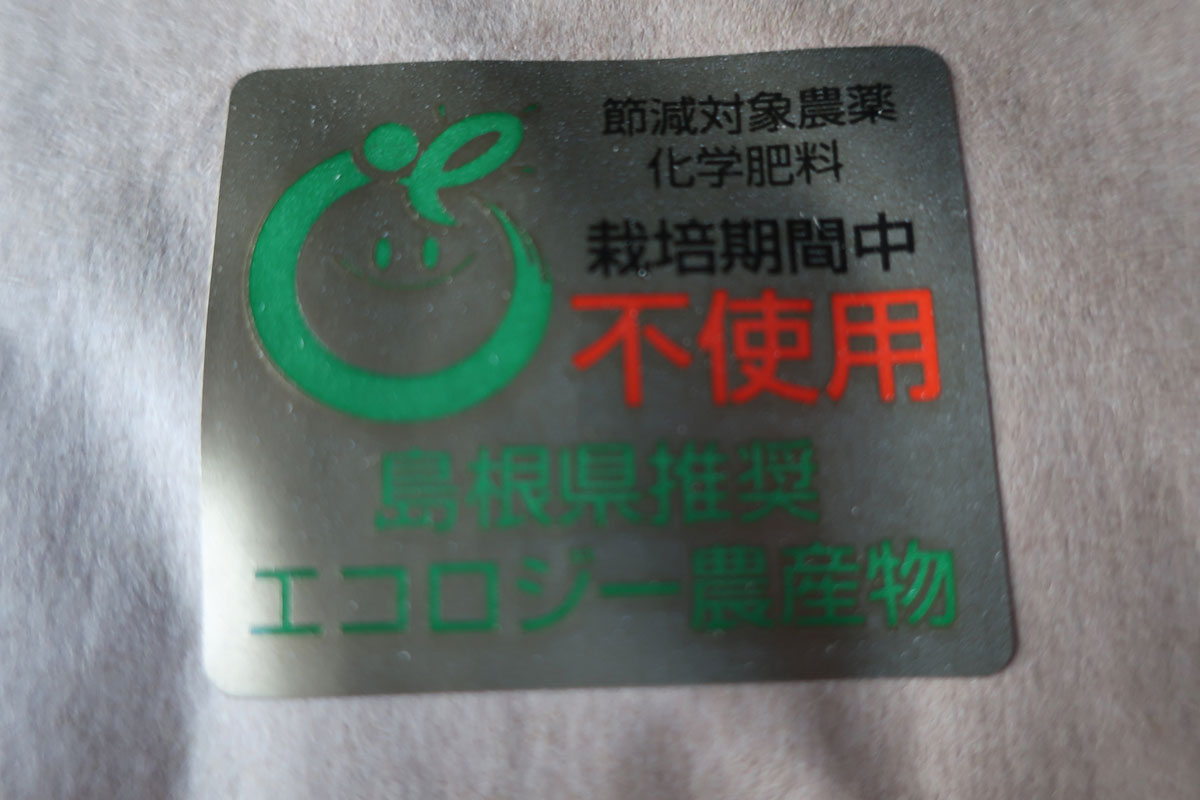 節減対象農薬
化学肥料
栽培期間中
不使用
島根県推奨
エコロジー農産物